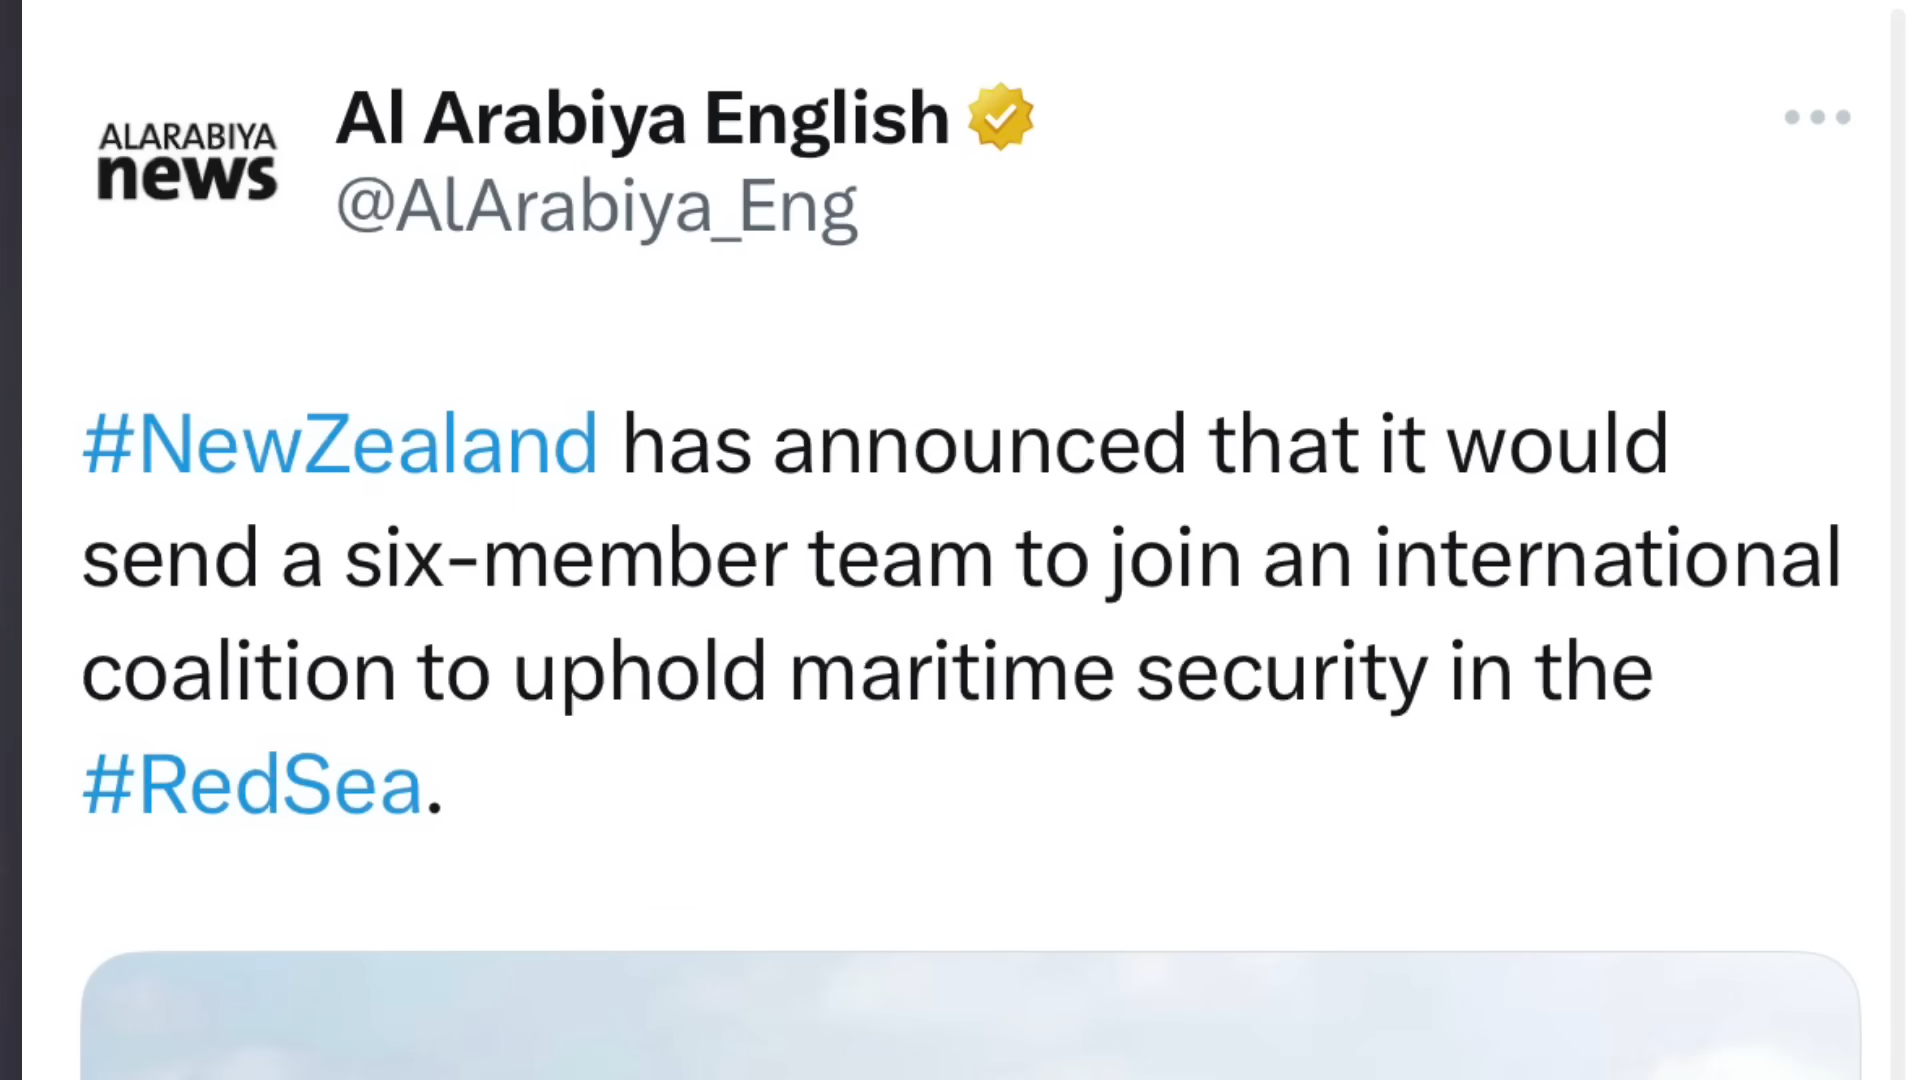 ALARABIYA
news
Al Arabiya English
@AlArabiya_Eng
#NewZealand has announced that it would
send a six-member team to join an international
coalition to uphold maritime security in the
#RedSea.